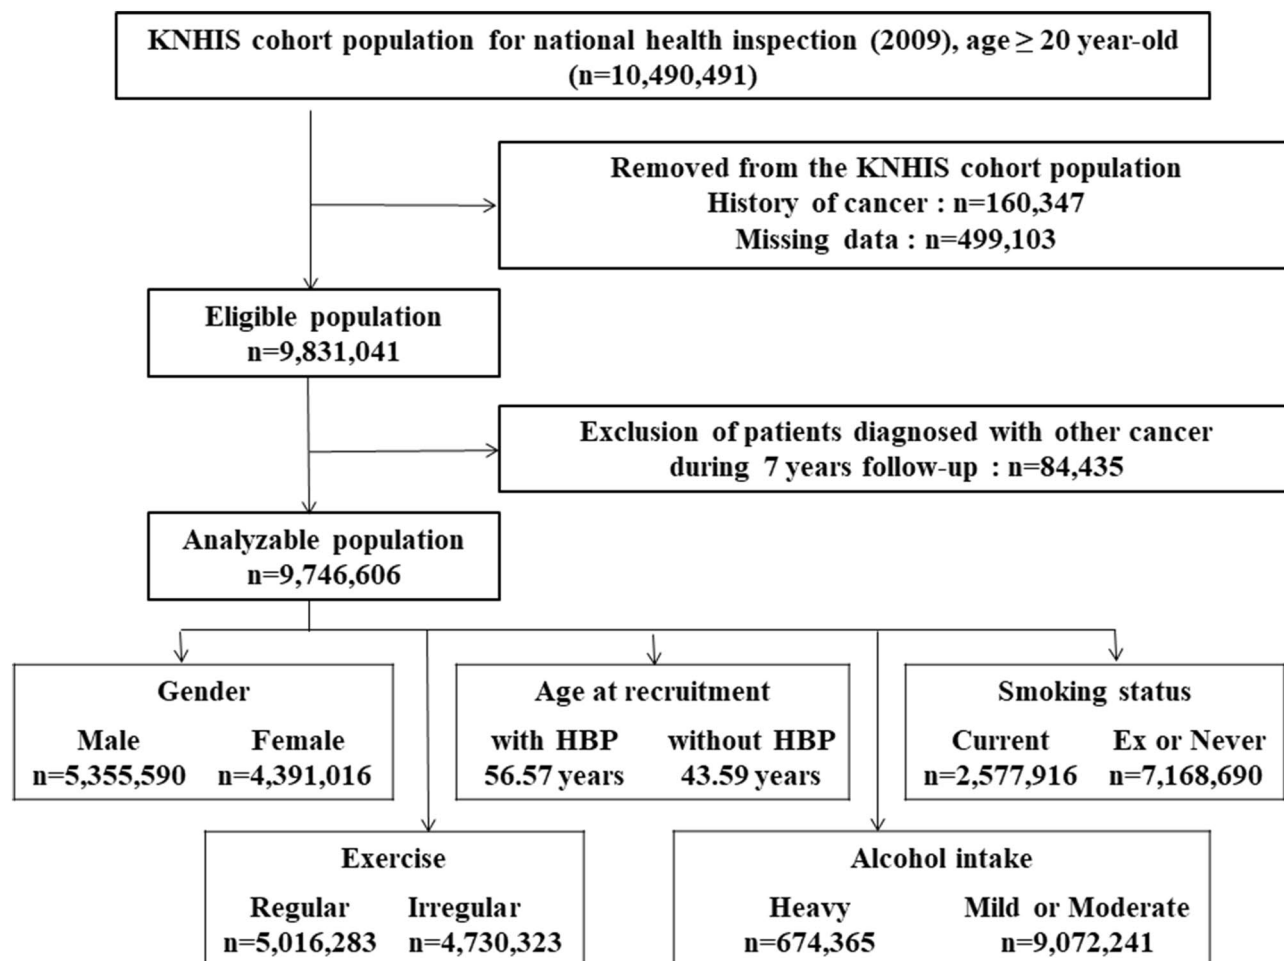 KNHIS cohort population for national health inspection (2009), age ≥ 20 year-old
(n=10,490,491)
Removed from the KNHIS cohort population
History of cancer : n=160,347
Missing data : n=499,103
Eligible population
n=9,831,041
Exclusion of patients diagnosed with other cancer
during 7 years follow-up : n=84,435
Analyzable population
n=9,746,606
Gender
Male Female
n=5,355,590 n=4,391,016
Age at recruitment
with HBP without HBP
56.57 years 43.59 years
Smoking status
Current Ex or Never
n=2,577,916 n=7,168,690
Exercise
Regular Irregular
n=5,016,283 n=4,730,323
Alcohol intake
Heavy Mild or Moderate
n=674,365 n=9,072,241